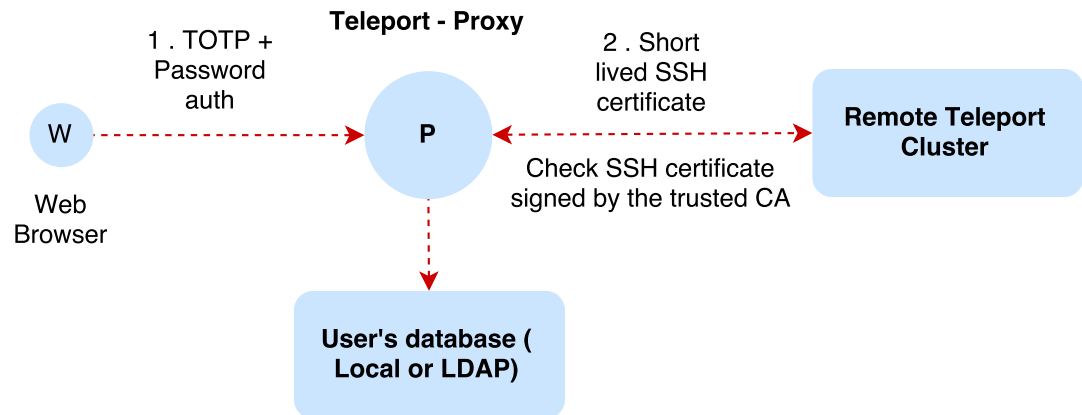 Teleport - Proxy
1 . TOTP +
Password
auth
2 . Short
lived SSH
certificate
W
P
Remote Teleport
Cluster
Check SSH certificate
signed by the trusted CA
Web
Browser
User's database (
Local or LDAP)